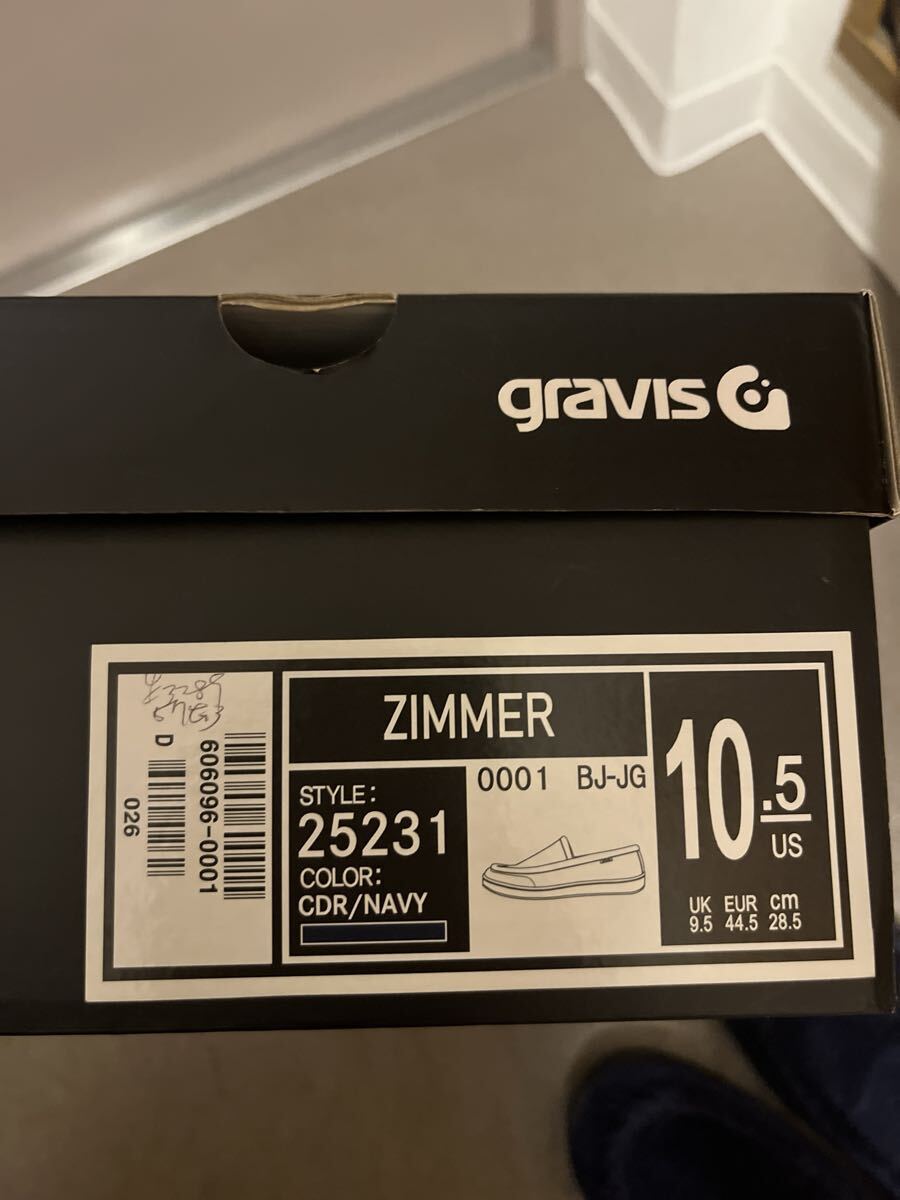 gravis
ZIMMER
0001 BJ-JG
STYLE:
25231
COLOR:
CDR/NAVY
10.5
US
UK EUR cm
9.5 44.5 28.5
606096-0001
D
026